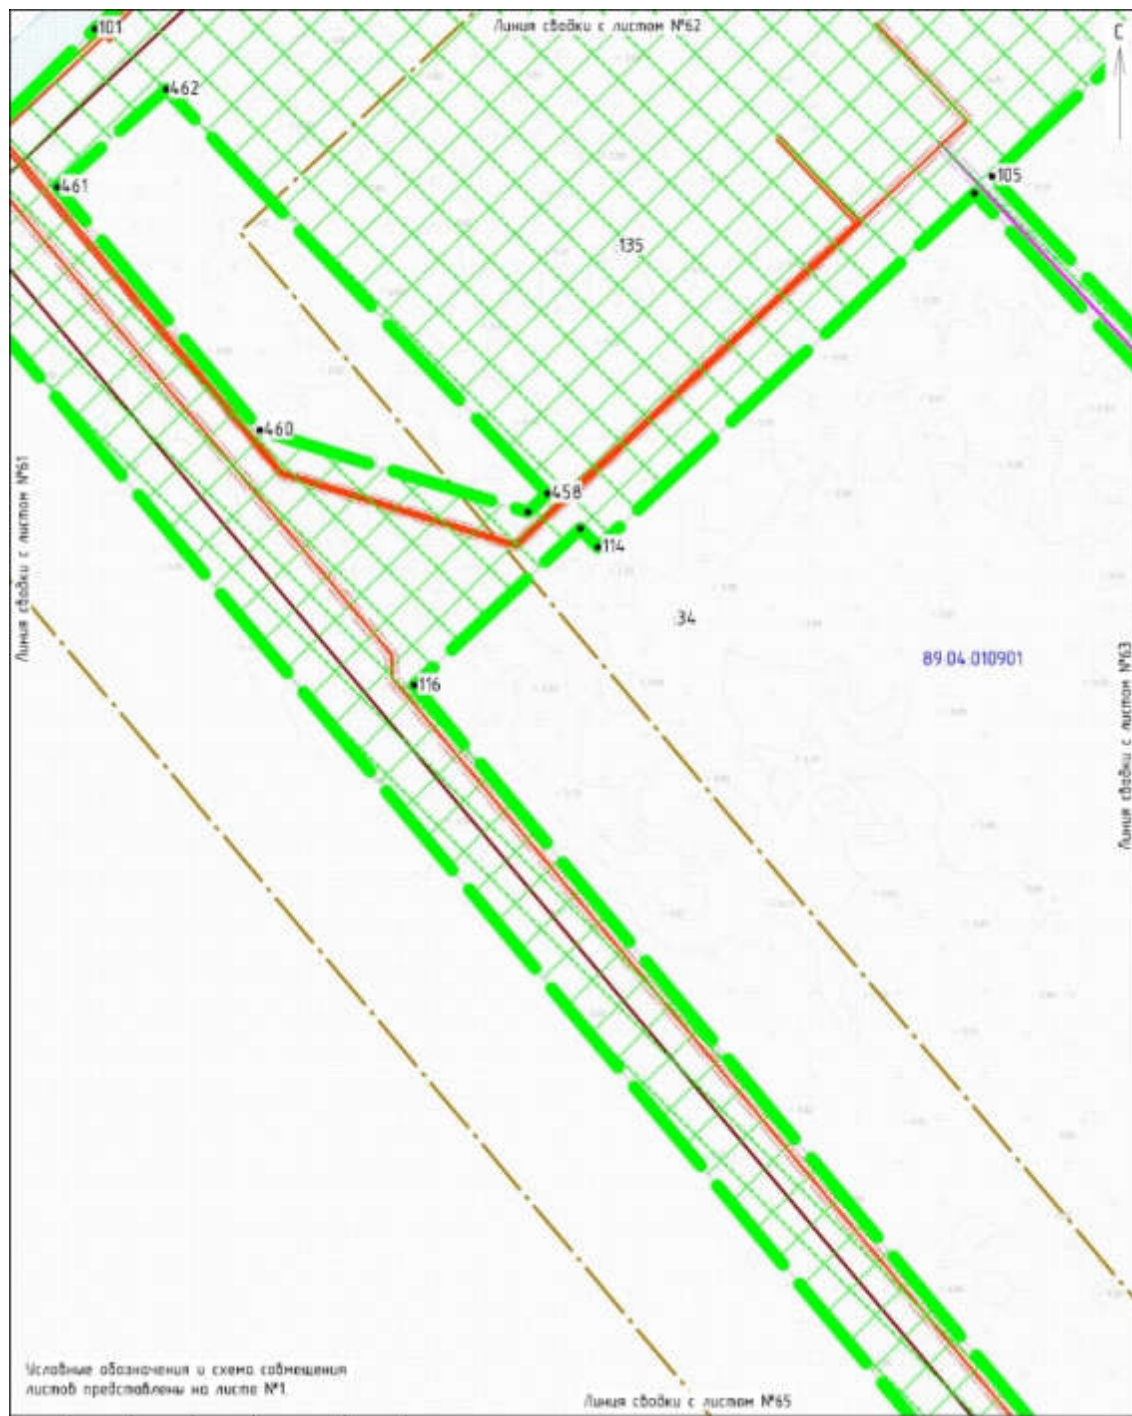 Линия сводки с листом №62
С
101
462
461
105
:135
460
458
114
:34
89:04:010901
116
Линия сводки с листом №61
Линия сводки с листом №63
Условные обозначения и схема совмещения
листов представлены на листе №1.
Линия сводки с листом №65